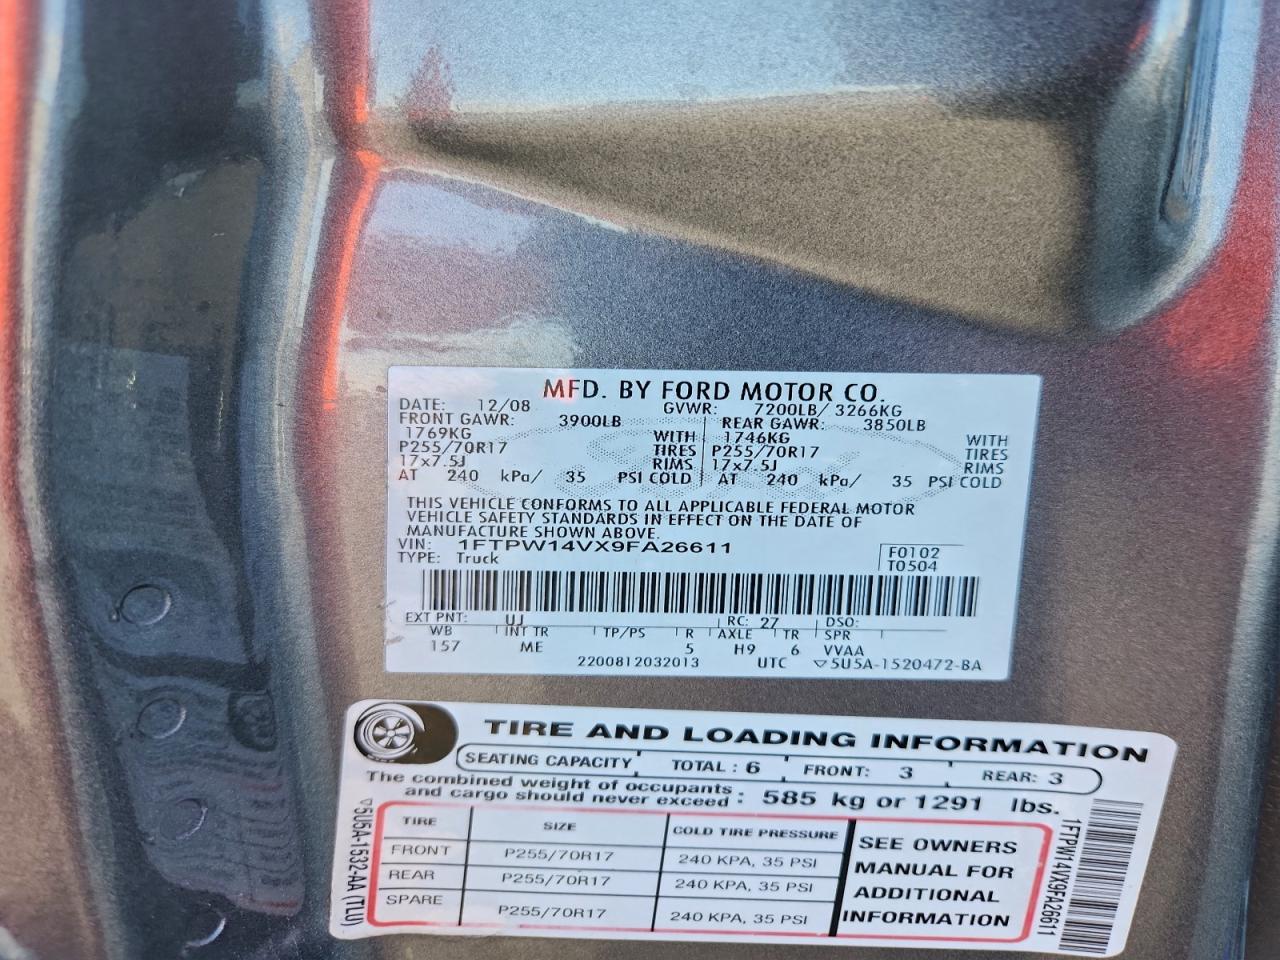 MFD. BY FORD MOTOR CO.
DATE: 12/08 GVWR: 7200LB/ 3266KG
FRONT GAWR: 3900LB REAR GAWR: 3850LB
1769KG WITH 1746KG WITH
P255/70R17 TIRES P255/70R17 TIRES
17x7.5J RIMS 17x7.5J RIMS
AT 240 kPa/ 35 PSI COLD AT 240 kPa/ 35 PSI COLD
THIS VEHICLE CONFORMS TO ALL APPLICABLE FEDERAL MOTOR
VEHICLE SAFETY STANDARDS IN EFFECT ON THE DATE OF
MANUFACTURE SHOWN ABOVE.
VIN: 1FTPW14VX9FA26611 F0102
TYPE: Truck T0504
EXT PNT: UJ RC: 27 DSO:
WB INT TR TP/PS R AXLE TR SPR
157 ME 5 H9 6 VVAA
2200812032013 UTC ▽5U5A-1520472-BA
TIRE AND LOADING INFORMATION
SEATING CAPACITY TOTAL : 6 FRONT: 3 REAR: 3
The combined weight of occupants
and cargo should never exceed : 585 kg or 1291 lbs.
TIRE SIZE COLD TIRE PRESSURE
FRONT P255/70R17 240 KPA, 35 PSI
REAR P255/70R17 240 KPA, 35 PSI
SPARE P255/70R17 240 KPA, 35 PSI
SEE OWNERS
MANUAL FOR
ADDITIONAL
INFORMATION
▽5U5A-1532-AA (TLU)
1FTPW14VX9FA26611